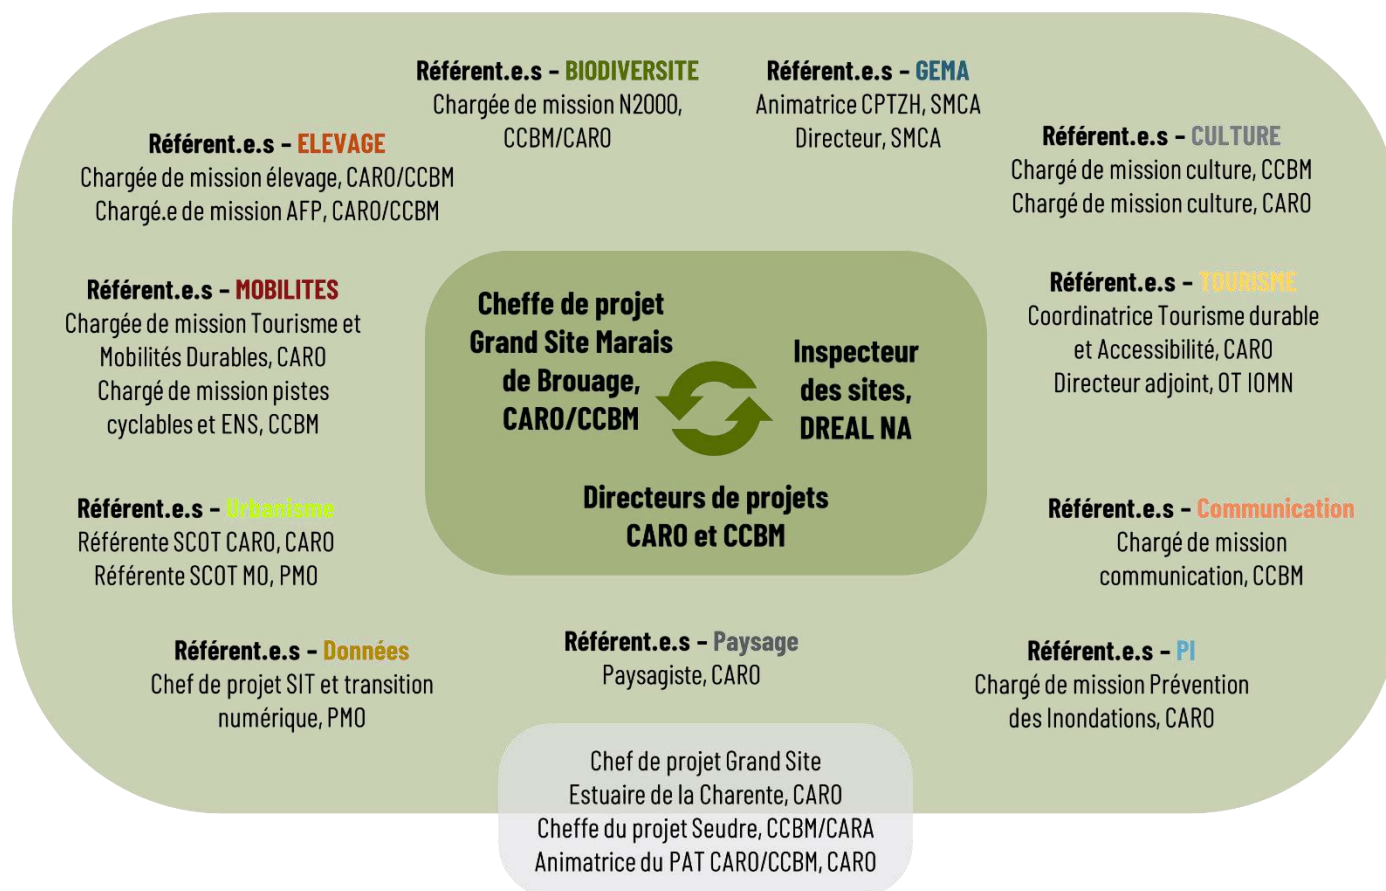 Référent.e.s – BIODIVERSITE
Chargée de mission N2000,
CCBM/CARO
Référent.e.s – GEMA
Animatrice CPTZH, SMCA
Directeur, SMCA
Référent.e.s – ELEVAGE
Chargée de mission élevage, CARO/CCBM
Chargé.e de mission AFP, CARO/CCBM
Référent.e.s – CULTURE
Chargé de mission culture, CCBM
Chargé de mission culture, CARO
Référent.e.s – MOBILITES
Chargée de mission Tourisme et
Mobilités Durables, CARO
Chargé de mission pistes
cyclables et ENS, CCBM
Cheffe de projet
Grand Site Marais
de Brouage,
CARO/CCBM
Inspecteur
des sites,
DREAL NA
Directeurs de projets
CARO et CCBM
Référent.e.s – TOURISME
Coordinatrice Tourisme durable
et Accessibilité, CARO
Directeur adjoint, OT IOMN
Référent.e.s – Urbanisme
Référente SCOT CARO, CARO
Référente SCOT MO, PMO
Référent.e.s – Communication
Chargé de mission
communication, CCBM
Référent.e.s – Données
Chef de projet SIT et transition
numérique, PMO
Référent.e.s – Paysage
Paysagiste, CARO
Référent.e.s – PI
Chargé de mission Prévention
des Inondations, CARO
Chef de projet Grand Site
Estuaire de la Charente, CARO
Cheffe du projet Seudre, CCBM/CARA
Animatrice du PAT CARO/CCBM, CARO